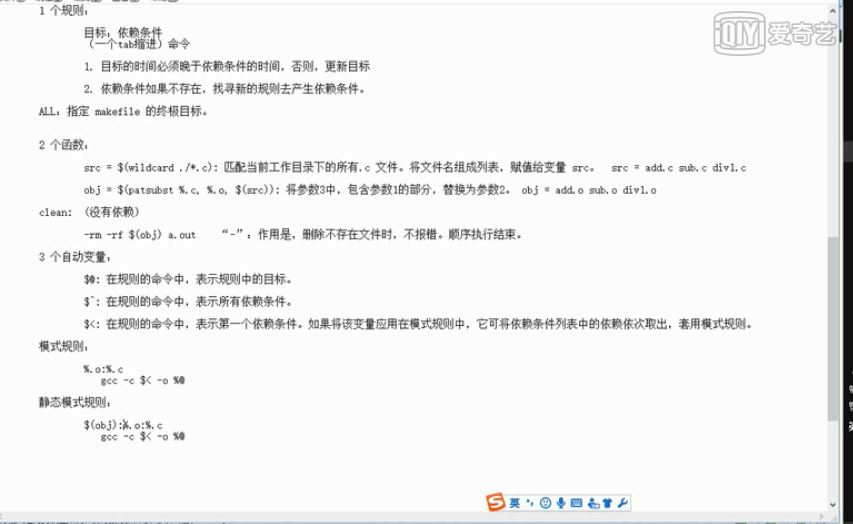 1 个规则:
目标: 依赖条件
(一个tab缩进) 命令
1. 目标的时间必须晚于依赖条件的时间, 否则, 更新目标
2. 依赖条件如果不存在, 找寻新的规则去产生依赖条件。
ALL: 指定 makefile 的终极目标。
2 个函数:
src = $(wildcard ./*.c): 匹配当前工作目录下的所有.c 文件。将文件名组成列表, 赋值给变量 src。 src = add.c sub.c div1.c
obj = $(patsubst %.c, %.o, $(src)): 将参数3中, 包含参数1的部分, 替换为参数2。 obj = add.o sub.o div1.o
clean: (没有依赖)
-rm -rf $(obj) a.out “-”: 作用是, 删除不存在文件时, 不报错。顺序执行结束。
3 个自动变量:
$@: 在规则的命令中, 表示规则中的目标。
$^: 在规则的命令中, 表示所有依赖条件。
$<: 在规则的命令中, 表示第一个依赖条件。如果将该变量应用在模式规则中, 它可将依赖条件列表中的依赖依次取出, 套用模式规则。
模式规则:
%.o:%.c
gcc -c $< -o %@
静态模式规则:
$(obj):%.o:%.c
gcc -c $< -o %@
iQIYI 爱奇艺
S 英